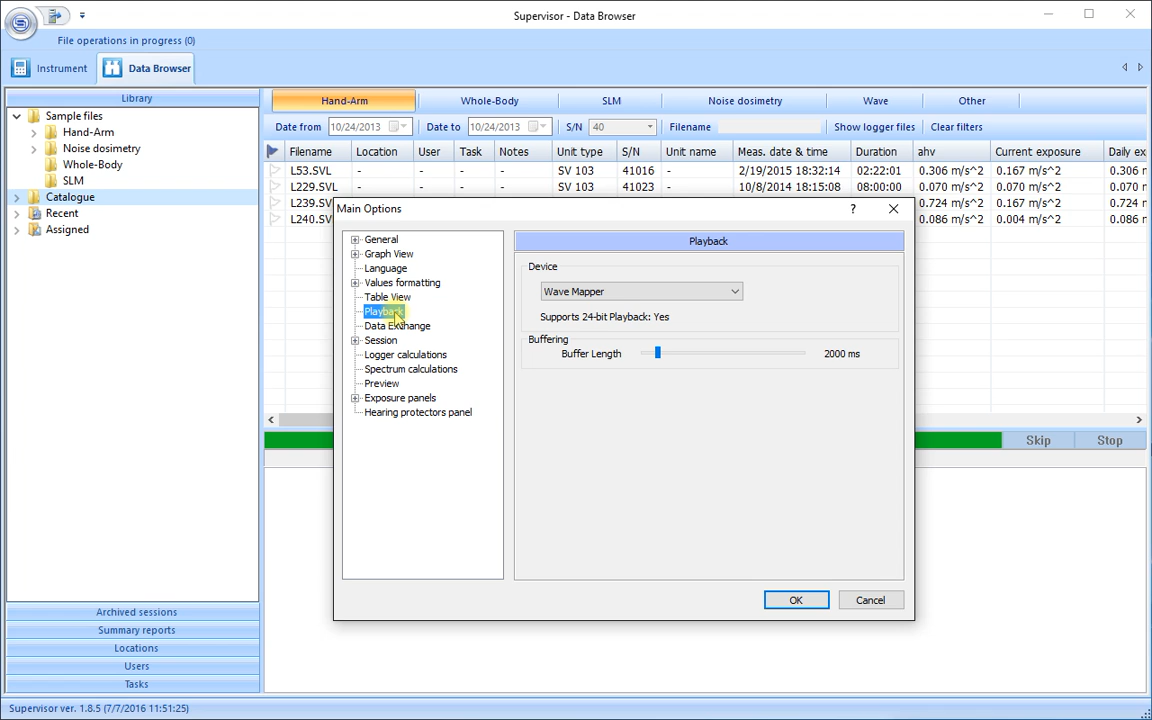 Supervisor - Data Browser
File operations in progress (0)
Instrument
Data Browser
Library
Sample files
Hand-Arm
Noise dosimetry
Whole-Body
SLM
Catalogue
Recent
Assigned
Archived sessions
Summary reports
Locations
Users
Tasks
Hand-Arm Whole-Body SLM Noise dosimetry Wave Other
Date from 10/24/2013 Date to 10/24/2013 S/N 40 Filename Show logger files Clear filters
Filename Location User Task Notes Unit type S/N Unit name Meas. date & time Duration ahv Current exposure Daily ex
L53.SVL - - - - SV 103 41016 - 2/19/2015 18:32:14 02:22:01 0.306 m/s^2 0.167 m/s^2 0.306 m
L229.SVL - - - - SV 103 41023 - 10/8/2014 18:15:08 08:00:00 0.070 m/s^2 0.070 m/s^2 0.070 m
L239.SV 0.724 m/s^2 0.167 m/s^2 0.724 m
L240.SV 0.086 m/s^2 0.004 m/s^2 0.086 m
Skip Stop
Main Options
?
General
Graph View
Language
Values formatting
Table View
Playback
Data Exchange
Session
Logger calculations
Spectrum calculations
Preview
Exposure panels
Hearing protectors panel
Playback
Device
Wave Mapper
Supports 24-bit Playback: Yes
Buffering
Buffer Length 2000 ms
OK Cancel
Supervisor ver. 1.8.5 (7/7/2016 11:51:25)